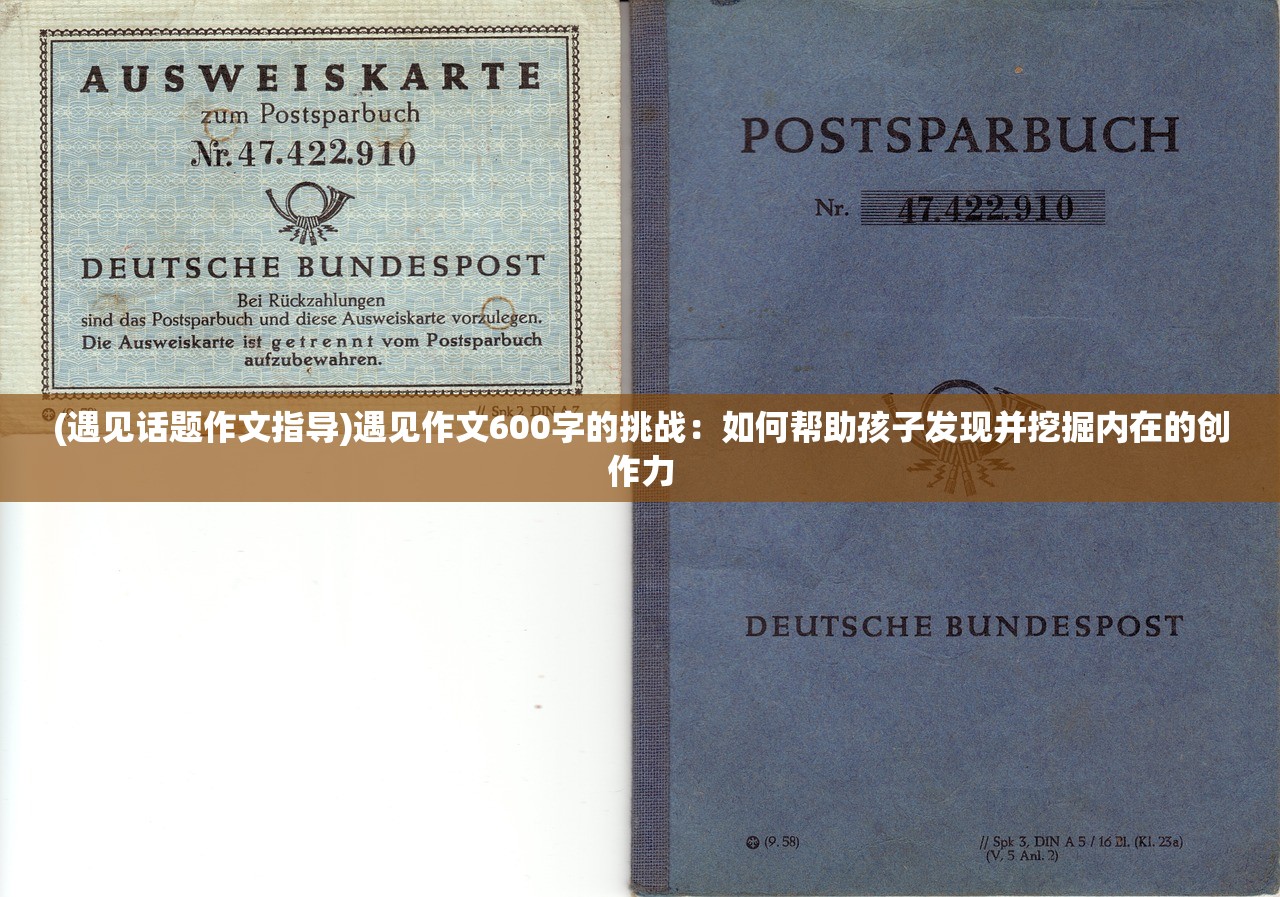 AUSWEISKARTE
zum Postsparbuch
Nr. 47.422.910
DEUTSCHE BUNDESPOST
Bei Rückzahlungen
sind das Postsparbuch und diese Ausweiskarte vorzulegen.
Die Ausweiskarte ist getrennt vom Postsparbuch
aufzubewahren.
POSTSPARBUCH
Nr. 47.422.910
(遇见话题作文指导)遇见作文600字的挑战：如何帮助孩子发现并挖掘内在的创
作力
DEUTSCHE BUNDESPOST
(9. 58)
// Spk 3, DIN A 5 / 16 Bl. (Kl. 23a)
(V, 5 Anl. 2)